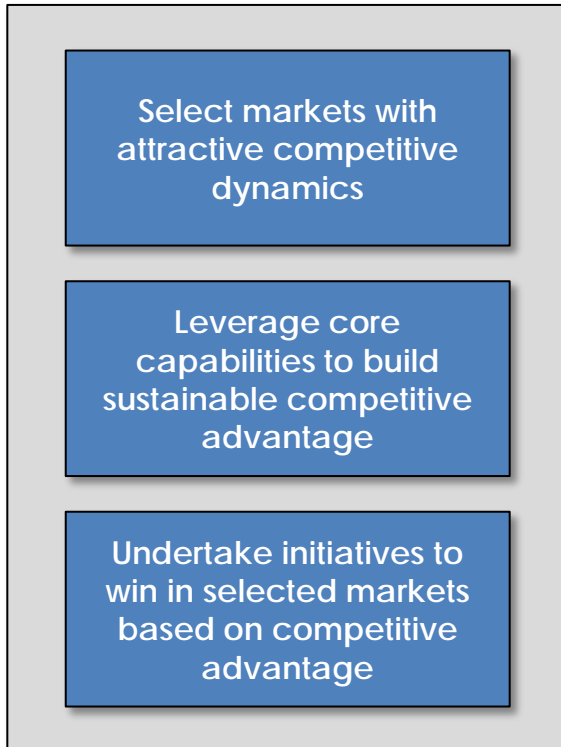 Select markets with
attractive competitive
dynamics
Leverage core
capabilities to build
sustainable competitive
advantage
Undertake initiatives to
win in selected markets
based on competitive
advantage